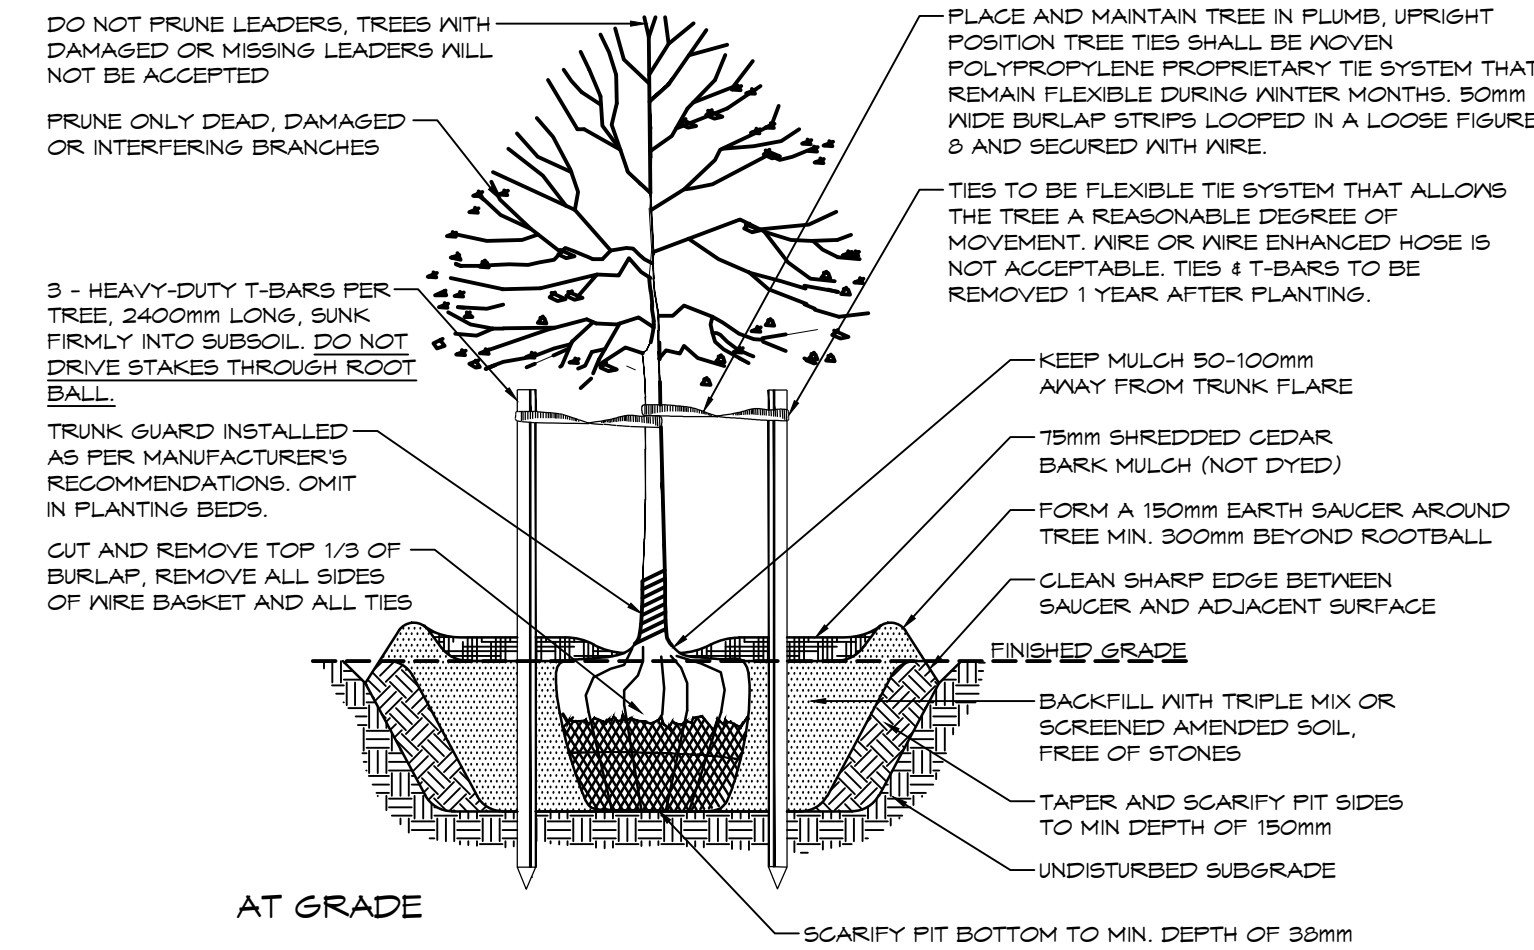 DO NOT PRUNE LEADERS, TREES WITH
DAMAGED OR MISSING LEADERS WILL
NOT BE ACCEPTED
PRUNE ONLY DEAD, DAMAGED
OR INTERFERING BRANCHES
3 - HEAVY-DUTY T-BARS PER
TREE, 2400mm LONG, SUNK
FIRMLY INTO SUBSOIL. DO NOT
DRIVE STAKES THROUGH ROOT
BALL.
TRUNK GUARD INSTALLED
AS PER MANUFACTURER'S
RECOMMENDATIONS. OMIT
IN PLANTING BEDS.
CUT AND REMOVE TOP 1/3 OF
BURLAP, REMOVE ALL SIDES
OF WIRE BASKET AND ALL TIES
PLACE AND MAINTAIN TREE IN PLUMB, UPRIGHT
POSITION TREE TIES SHALL BE WOVEN
POLYPROPYLENE PROPRIETARY TIE SYSTEM THAT
REMAIN FLEXIBLE DURING WINTER MONTHS. 50mm
WIDE BURLAP STRIPS LOOPED IN A LOOSE FIGURE
8 AND SECURED WITH WIRE.
TIES TO BE FLEXIBLE TIE SYSTEM THAT ALLOWS
THE TREE A REASONABLE DEGREE OF
MOVEMENT. WIRE OR WIRE ENHANCED HOSE IS
NOT ACCEPTABLE. TIES & T-BARS TO BE
REMOVED 1 YEAR AFTER PLANTING.
KEEP MULCH 50-100mm
AWAY FROM TRUNK FLARE
75mm SHREDDED CEDAR
BARK MULCH (NOT DYED)
FORM A 150mm EARTH SAUCER AROUND
TREE MIN. 300mm BEYOND ROOTBALL
CLEAN SHARP EDGE BETWEEN
SAUCER AND ADJACENT SURFACE
FINISHED GRADE
BACKFILL WITH TRIPLE MIX OR
SCREENED AMENDED SOIL,
FREE OF STONES
TAPER AND SCARIFY PIT SIDES
TO MIN DEPTH OF 150mm
UNDISTURBED SUBGRADE
SCARIFY PIT BOTTOM TO MIN. DEPTH OF 38mm
AT GRADE